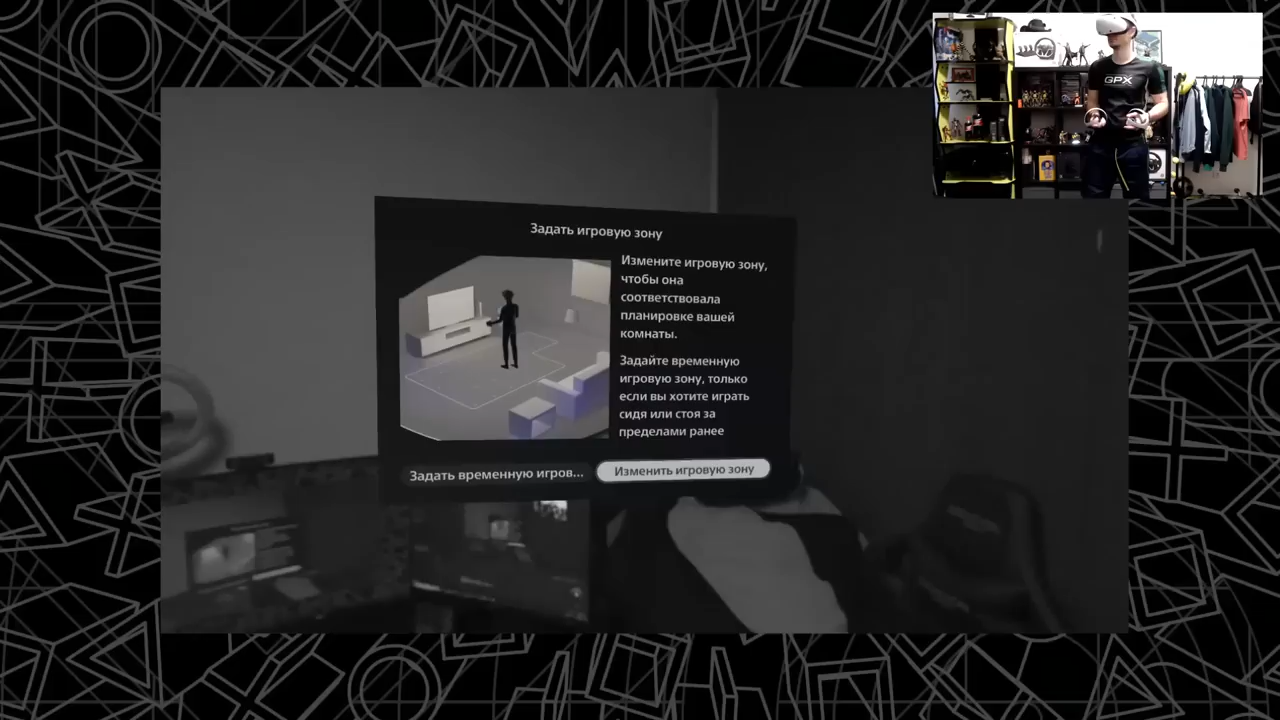 GPX
Задать игровую зону
Измените игровую зону,
чтобы она
соответствовала
планировке вашей
комнаты.
Задайте временную
игровую зону, только
если вы хотите играть
сидя или стоя за
пределами ранее
Задать временную игров...
Изменить игровую зону